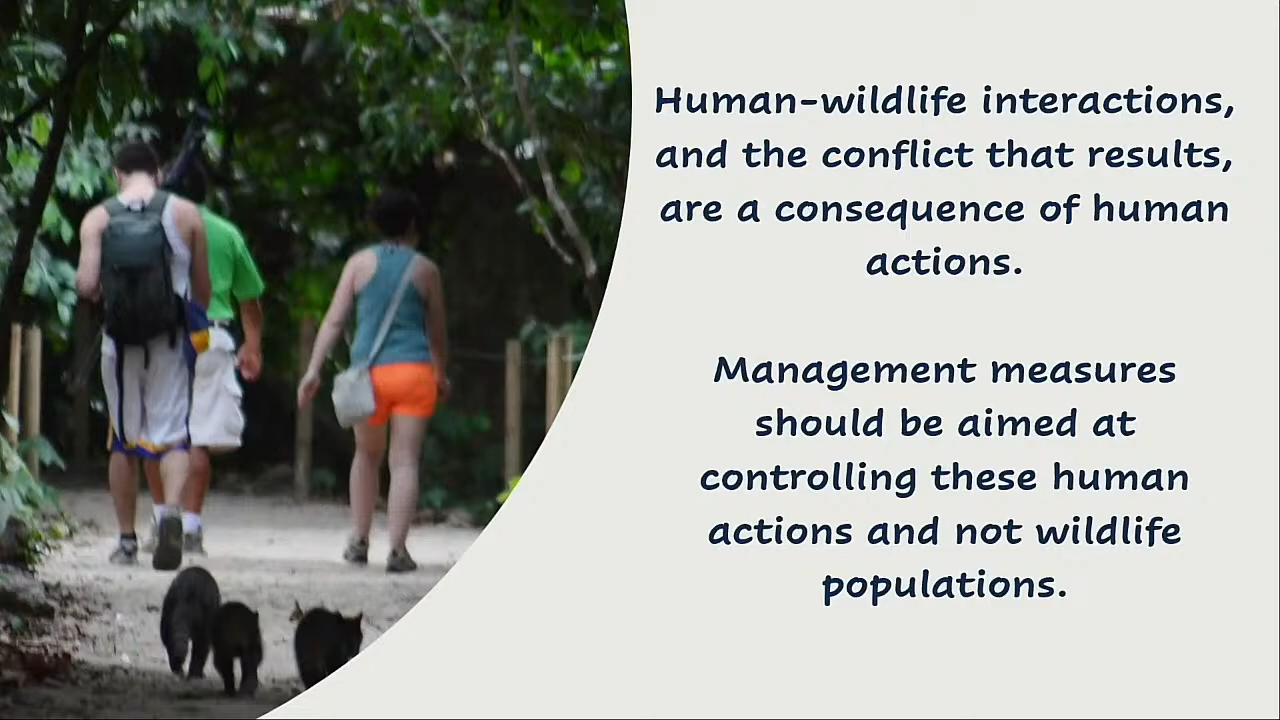 Human-wildlife interactions,
and the conflict that results,
are a consequence of human
actions.
Management measures
should be aimed at
controlling these human
actions and not wildlife
populations.